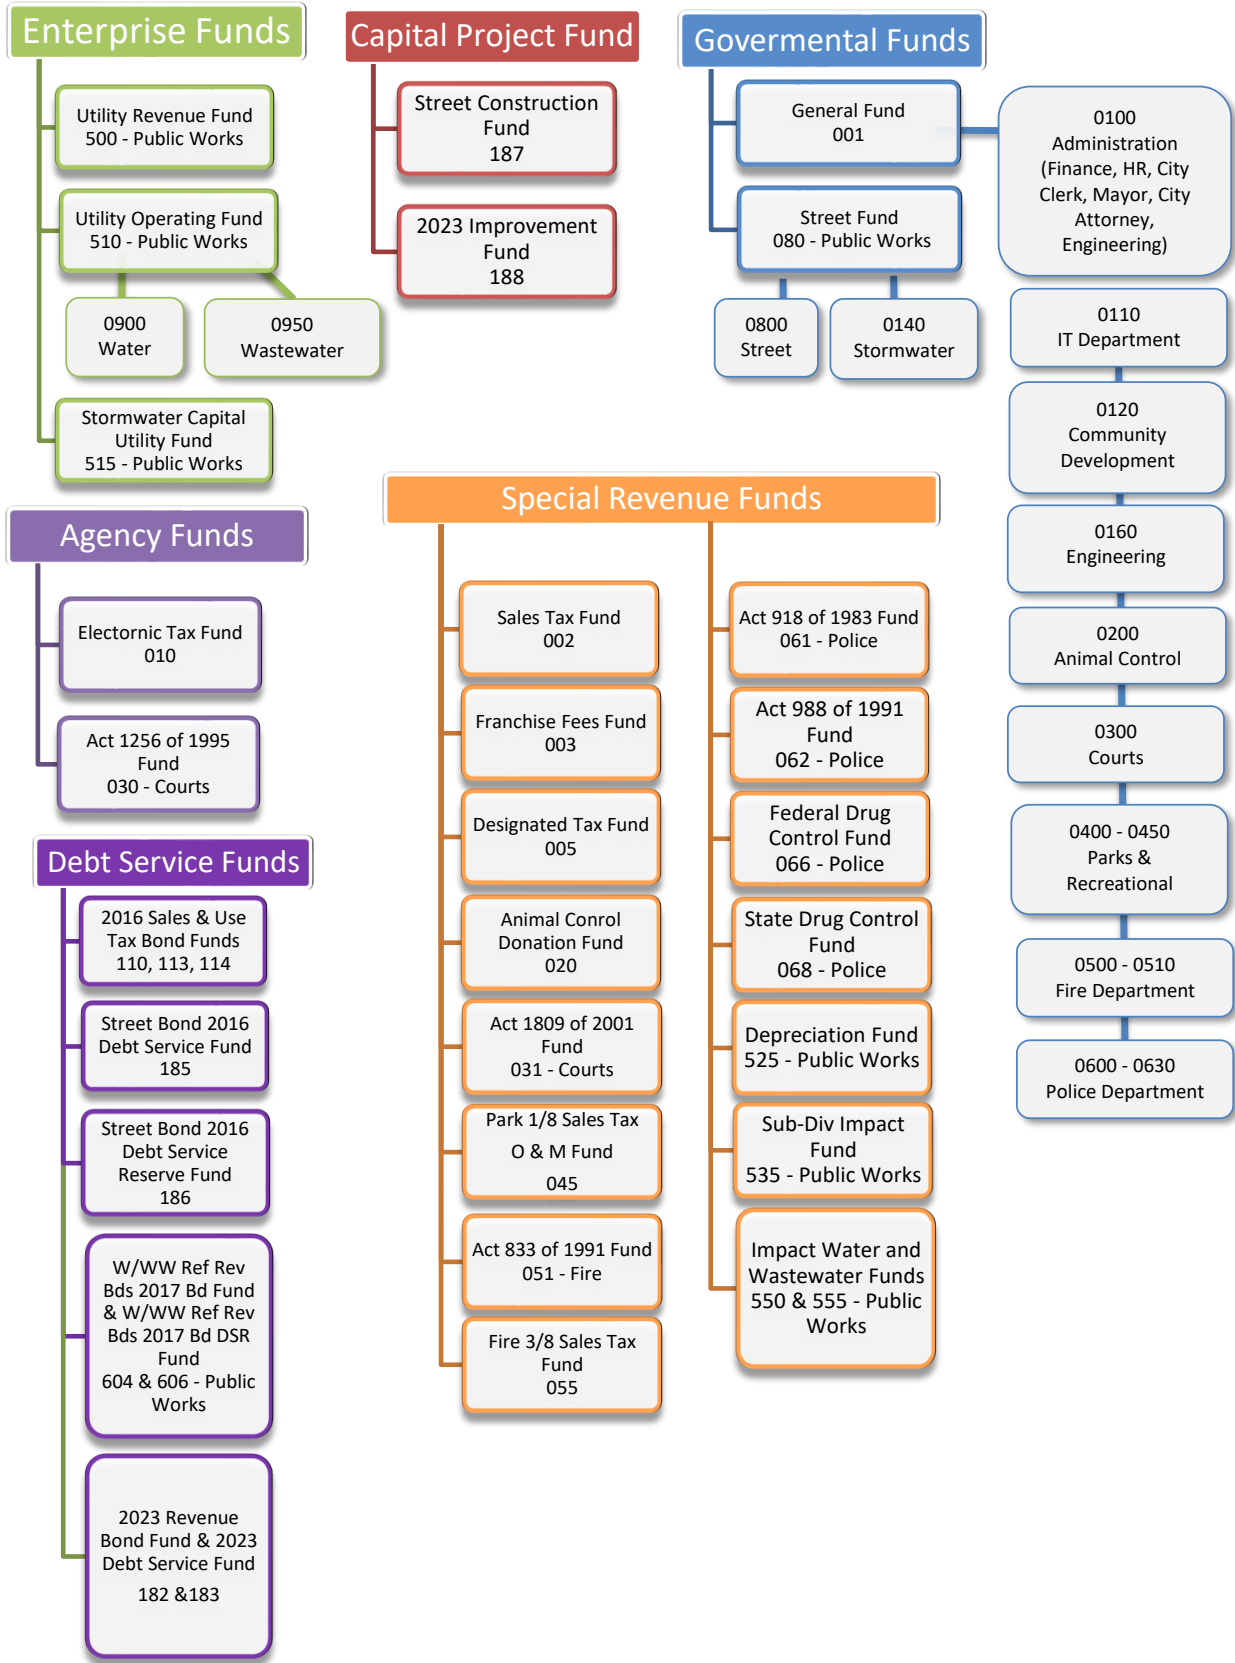 Enterprise Funds
Utility Revenue Fund
500 - Public Works
Utility Operating Fund
510 - Public Works
0900
Water
0950
Wastewater
Stormwater Capital
Utility Fund
515 - Public Works
Capital Project Fund
Street Construction
Fund
187
2023 Improvement
Fund
188
Govermental Funds
General Fund
001
Street Fund
080 - Public Works
0800
Street
0140
Stormwater
0100
Administration
(Finance, HR, City
Clerk, Mayor, City
Attorney,
Engineering)
0110
IT Department
0120
Community
Development
0160
Engineering
0200
Animal Control
0300
Courts
0400 - 0450
Parks &
Recreational
0500 - 0510
Fire Department
0600 - 0630
Police Department
Agency Funds
Electornic Tax Fund
010
Act 1256 of 1995
Fund
030 - Courts
Debt Service Funds
2016 Sales & Use
Tax Bond Funds
110, 113, 114
Street Bond 2016
Debt Service Fund
185
Street Bond 2016
Debt Service
Reserve Fund
186
W/WW Ref Rev
Bds 2017 Bd Fund
& W/WW Ref Rev
Bds 2017 Bd DSR
Fund
604 & 606 - Public
Works
2023 Revenue
Bond Fund & 2023
Debt Service Fund
182 &183
Special Revenue Funds
Sales Tax Fund
002
Franchise Fees Fund
003
Designated Tax Fund
005
Animal Conrol
Donation Fund
020
Act 1809 of 2001
Fund
031 - Courts
Park 1/8 Sales Tax
O & M Fund
045
Act 833 of 1991 Fund
051 - Fire
Fire 3/8 Sales Tax
Fund
055
Act 918 of 1983 Fund
061 - Police
Act 988 of 1991
Fund
062 - Police
Federal Drug
Control Fund
066 - Police
State Drug Control
Fund
068 - Police
Depreciation Fund
525 - Public Works
Sub-Div Impact
Fund
535 - Public Works
Impact Water and
Wastewater Funds
550 & 555 - Public
Works